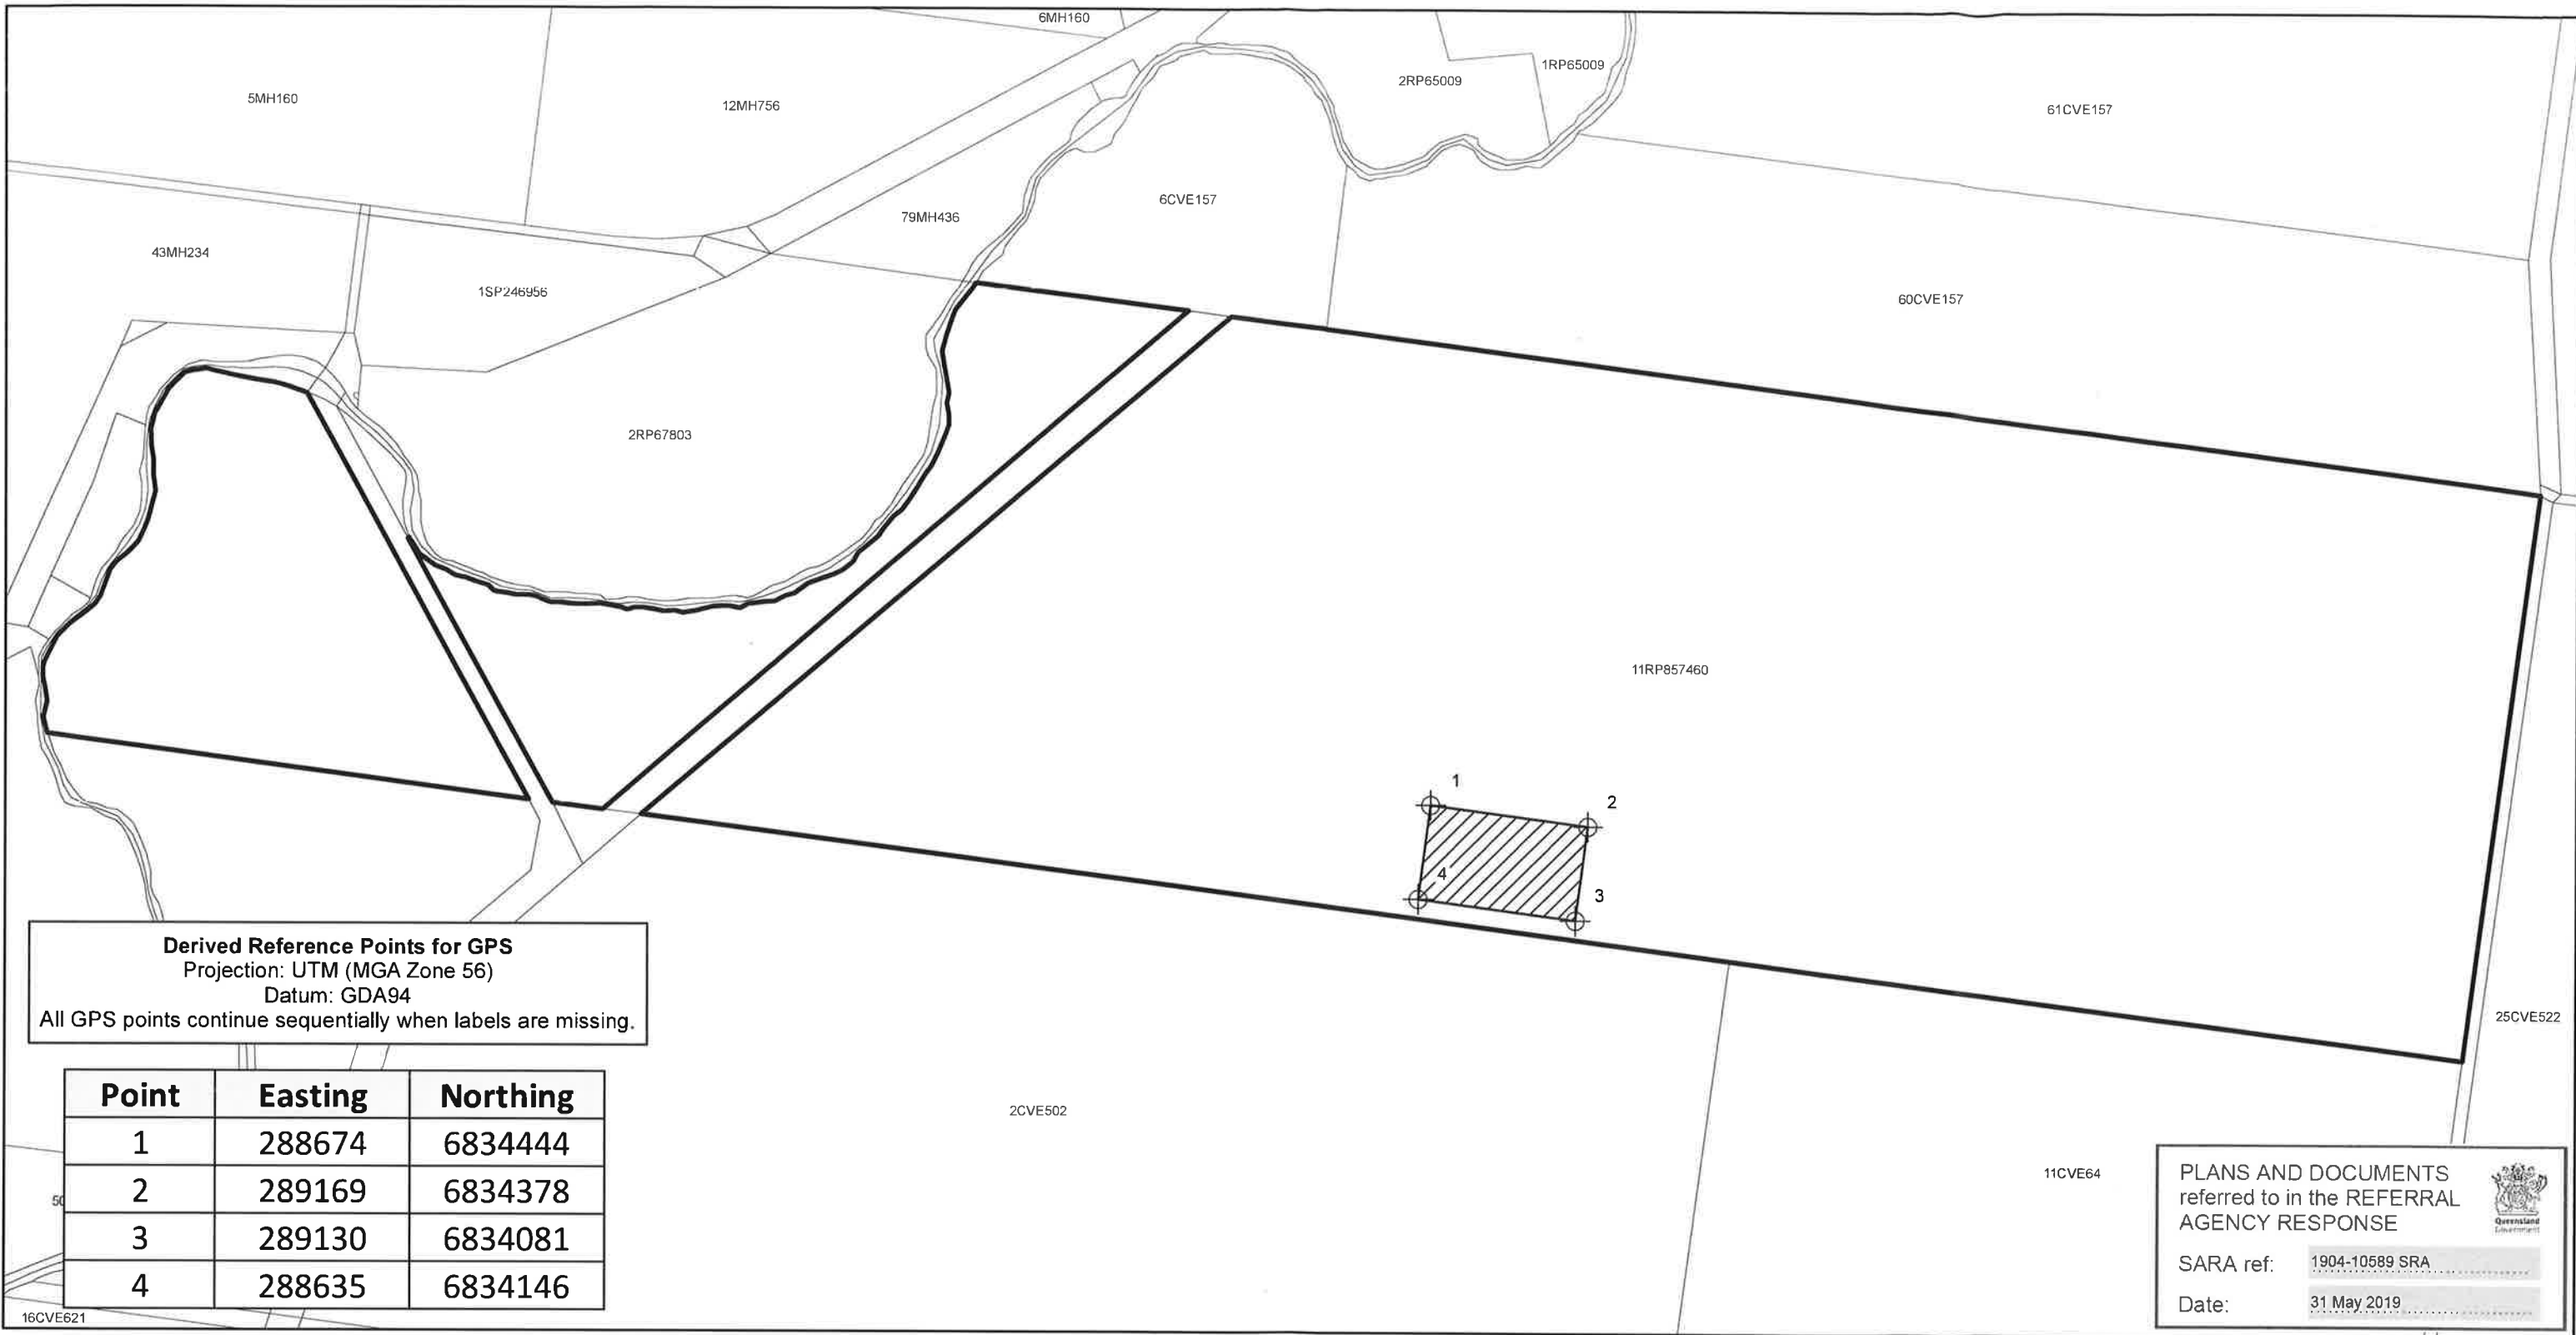 6MH160
5MH160
12MH756
2RP65009
1RP65009
61CVE157
43MH234
79MH436
6CVE157
1SP246956
60CVE157
2RP67803
11RP857460
1
2
4
3
Derived Reference Points for GPS
Projection: UTM (MGA Zone 56)
Datum: GDA94
All GPS points continue sequentially when labels are missing.
25CVE522
Point Easting Northing
1 288674 6834444
2 289169 6834378
3 289130 6834081
4 288635 6834146
2CVE502
11CVE64
50
16CVE621
PLANS AND DOCUMENTS
referred to in the REFERRAL
AGENCY RESPONSE
Queensland
Government
SARA ref: 1904-10589 SRA
Date: 31 May 2019